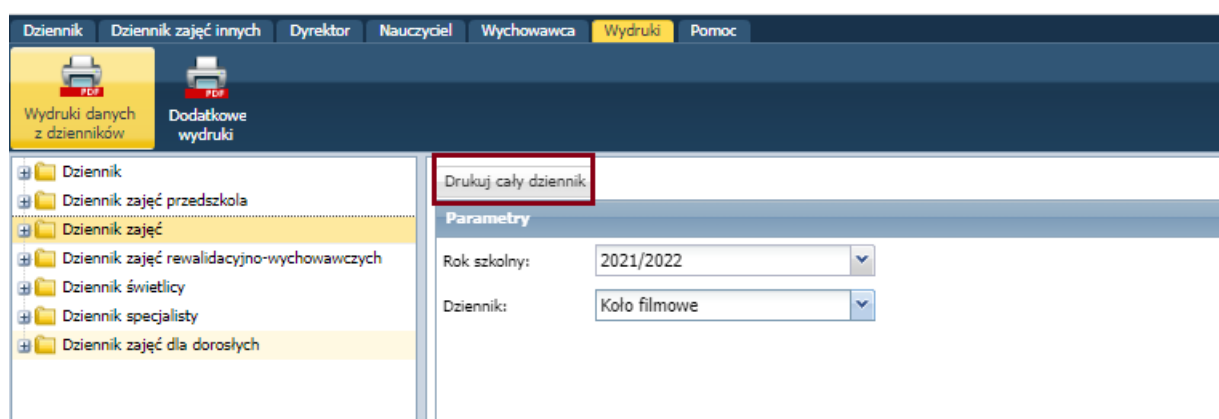 Dziennik Dziennik zajęć innych Dyrektor Nauczyciel Wychowawca Wydruki Pomoc
PDF PDF
Wydruki danych
z dzienników
Dodatkowe
wydruki
Dziennik
Dziennik zajęć przedszkola
Dziennik zajęć
Dziennik zajęć rewalidacyjno-wychowawczych
Dziennik świetlicy
Dziennik specjalisty
Dziennik zajęć dla dorosłych
Drukuj cały dziennik
Parametry
Rok szkolny: 2021/2022
Dziennik: Koło filmowe